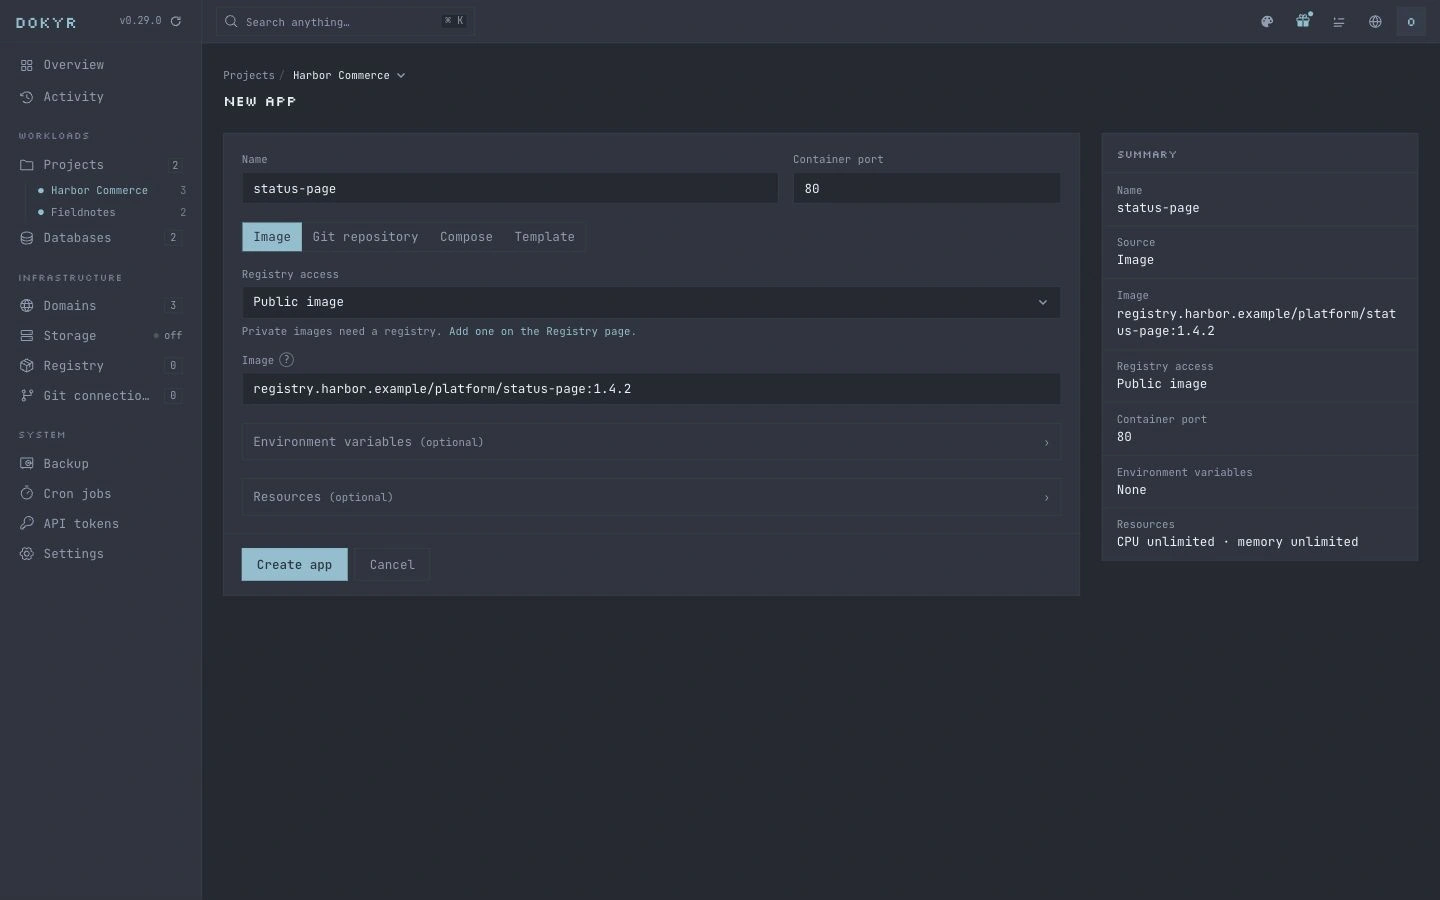 DOKYR
v0.29.0
Search anything…
⌘ K
O
Overview
Activity
WORKLOADS
Projects
2
Harbor Commerce
3
Fieldnotes
2
Databases
2
INFRASTRUCTURE
Domains
3
Storage
off
Registry
0
Git connectio…
0
SYSTEM
Backup
Cron jobs
API tokens
Settings
Projects / Harbor Commerce
NEW APP
Name
status-page
Container port
80
Image
Git repository
Compose
Template
Registry access
Public image
Private images need a registry. Add one on the Registry page.
Image ?
registry.harbor.example/platform/status-page:1.4.2
Environment variables (optional)
Resources (optional)
Create app
Cancel
SUMMARY
Name
status-page
Source
Image
Image
registry.harbor.example/platform/stat
us-page:1.4.2
Registry access
Public image
Container port
80
Environment variables
None
Resources
CPU unlimited · memory unlimited